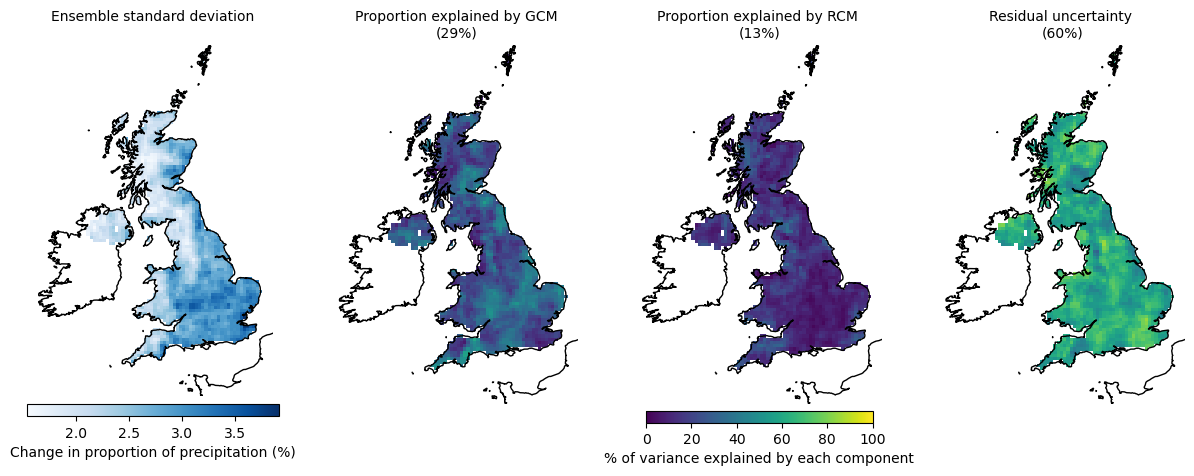 Ensemble standard deviation
Proportion explained by GCM
(29%)
Proportion explained by RCM
(13%)
Residual uncertainty
(60%)
2.0 2.5 3.0 3.5
Change in proportion of precipitation (%)
0 20 40 60 80 100
% of variance explained by each component